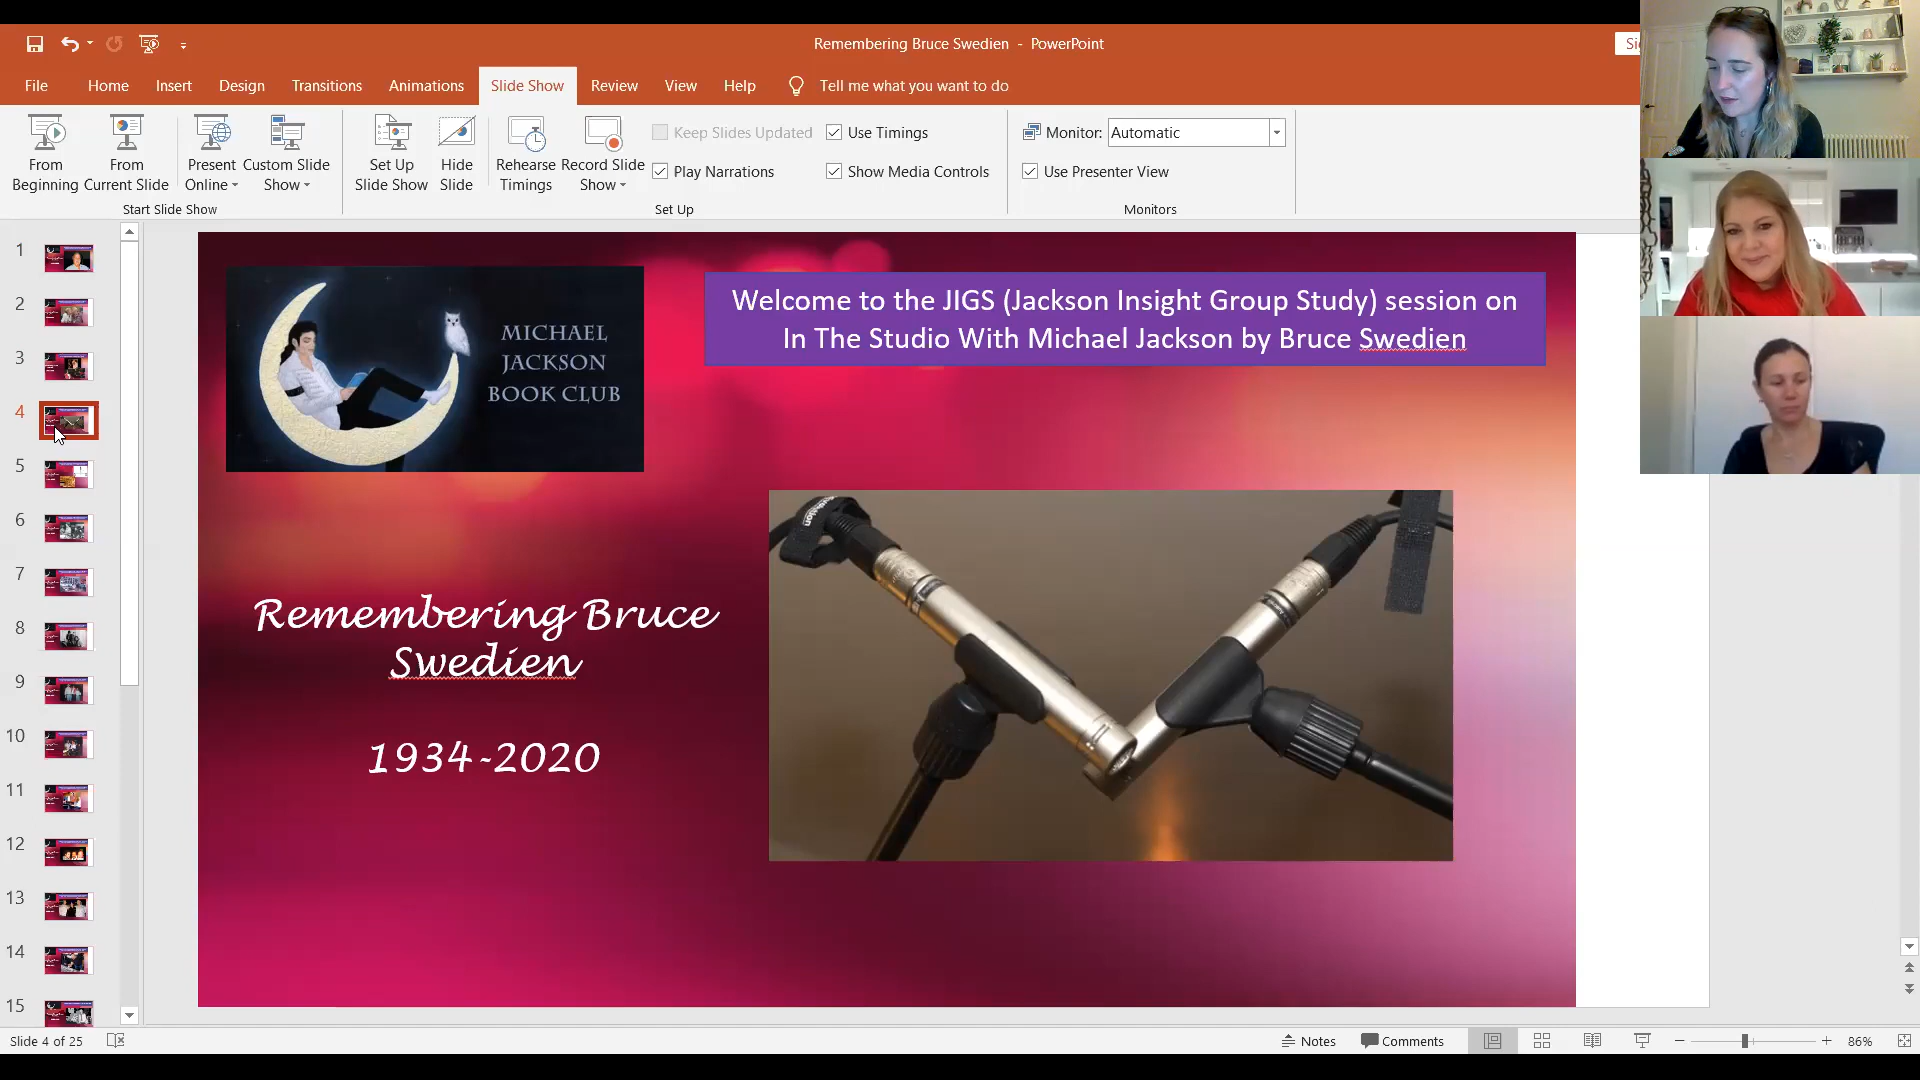 Remembering Bruce Swedien - PowerPoint
File Home Insert Design Transitions Animations Slide Show Review View Help Tell me what you want to do
From Beginning
From Current Slide
Present Online
Custom Slide Show
Start Slide Show
Set Up Slide Show
Hide Slide
Rehearse Timings
Record Slide Show
Keep Slides Updated
Play Narrations
Use Timings
Show Media Controls
Set Up
Monitor: Automatic
Use Presenter View
Monitors
1
2
3
4
5
6
7
8
9
10
11
12
13
14
15
MICHAEL
JACKSON
BOOK CLUB
Welcome to the JIGS (Jackson Insight Group Study) session on
In The Studio With Michael Jackson by Bruce Swedien
Remembering Bruce
Swedien
1934-2020
Slide 4 of 25
Notes Comments 86%